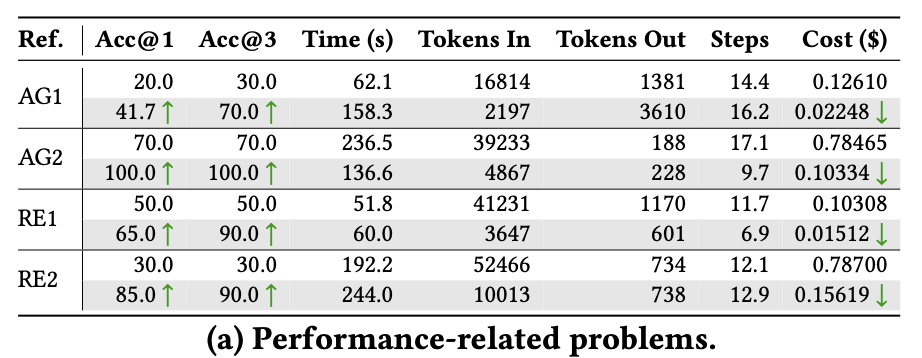 Ref. Acc@1 Acc@3 Time (s) Tokens In Tokens Out Steps Cost ($)
AG1 20.0 30.0 62.1 16814 1381 14.4 0.12610
41.7 ↑ 70.0 ↑ 158.3 2197 3610 16.2 0.02248 ↓
AG2 70.0 70.0 236.5 39233 188 17.1 0.78465
100.0 ↑ 100.0 ↑ 136.6 4867 228 9.7 0.10334 ↓
RE1 50.0 50.0 51.8 41231 1170 11.7 0.10308
65.0 ↑ 90.0 ↑ 60.0 3647 601 6.9 0.01512 ↓
RE2 30.0 30.0 192.2 52466 734 12.1 0.78700
85.0 ↑ 90.0 ↑ 244.0 10013 738 12.9 0.15619 ↓
(a) Performance-related problems.